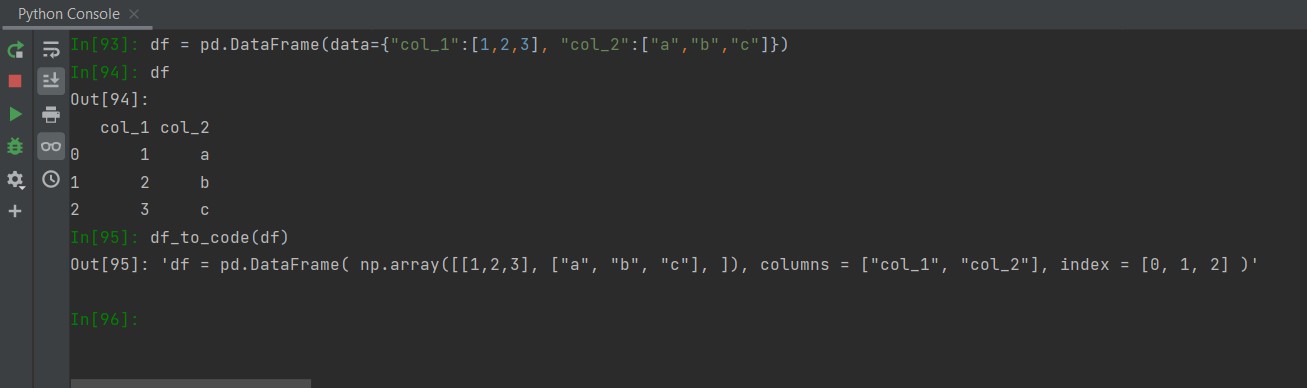 Python Console
In[93]: df = pd.DataFrame(data={"col_1":[1,2,3], "col_2":["a","b","c"]})
In[94]: df
Out[94]:
   col_1 col_2
0      1     a
1      2     b
2      3     c
In[95]: df_to_code(df)
Out[95]: 'df = pd.DataFrame( np.array([[1,2,3], ["a", "b", "c"], ]), columns = ["col_1", "col_2"], index = [0, 1, 2] )'
In[96]: